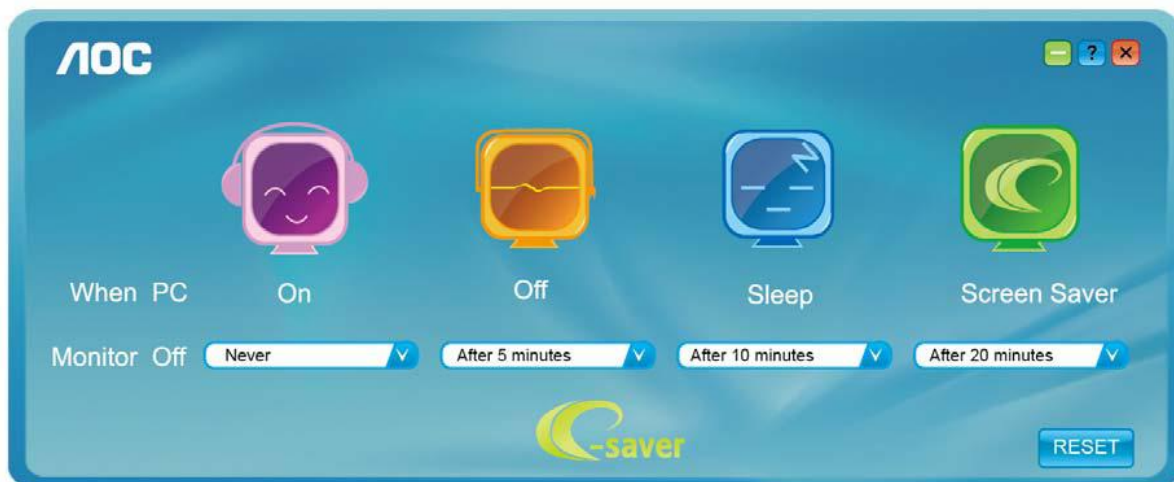 AOC
?
When PC On Off Sleep Screen Saver
Monitor Off Never After 5 minutes After 10 minutes After 20 minutes
e-saver
RESET